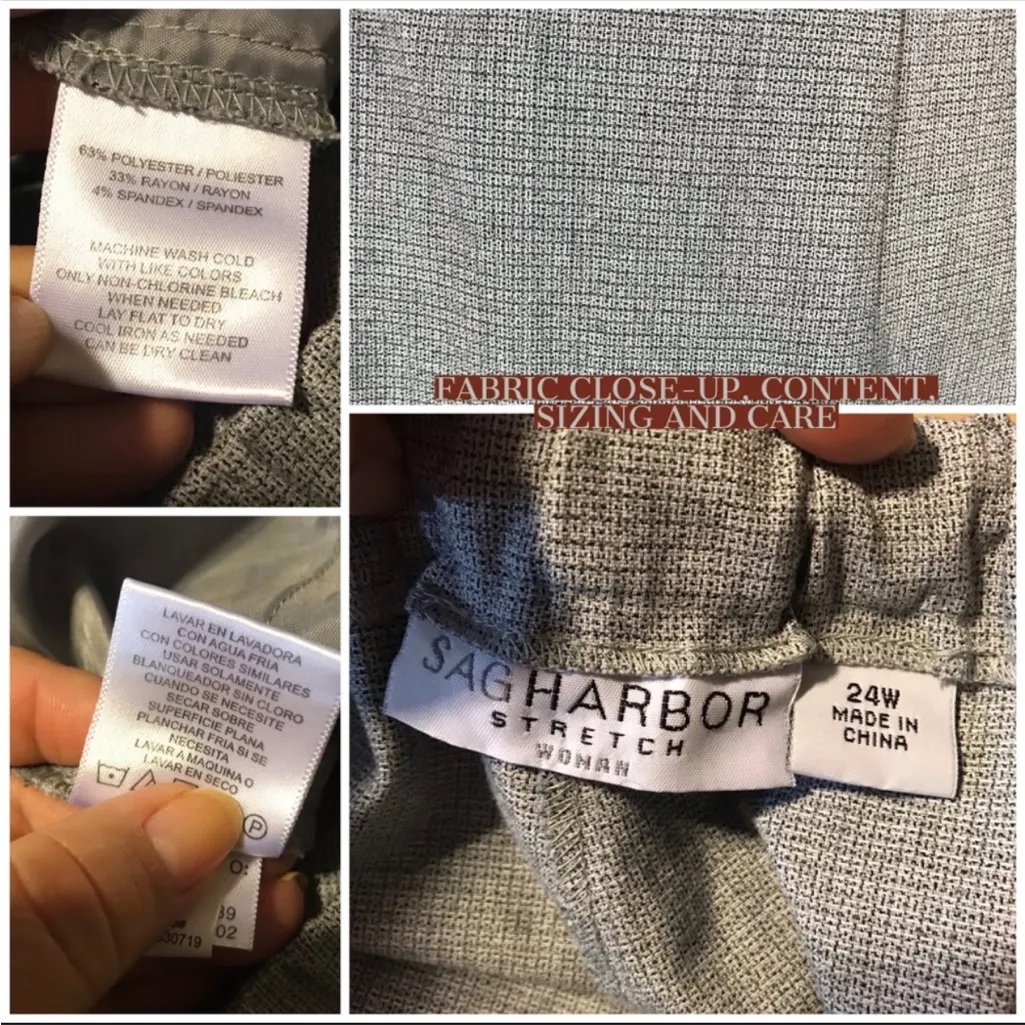 63% POLYESTER / POLIESTER
33% RAYON / RAYON
4% SPANDEX / SPANDEX
MACHINE WASH COLD
WITH LIKE COLORS
ONLY NON-CHLORINE BLEACH
WHEN NEEDED
LAY FLAT TO DRY
COOL IRON AS NEEDED
CAN BE DRY CLEAN
FABRIC CLOSE-UP, CONTENT,
SIZING AND CARE
LAVAR EN LAVADORA
CON AGUA FRIA
CON COLORES SIMILARES
USAR SOLAMENTE
BLANQUEADOR SIN CLORO
CUANDO SE NECESITE
SECAR SOBRE
SUPERFICIE PLANA
PLANCHAR FRIA SI SE
NECESITA
LAVAR A MAQUINA O
LAVAR EN SECO
P
O:
39
02
30719
SAG HARBOR
STRETCH
WOMAN
24W
MADE IN
CHINA